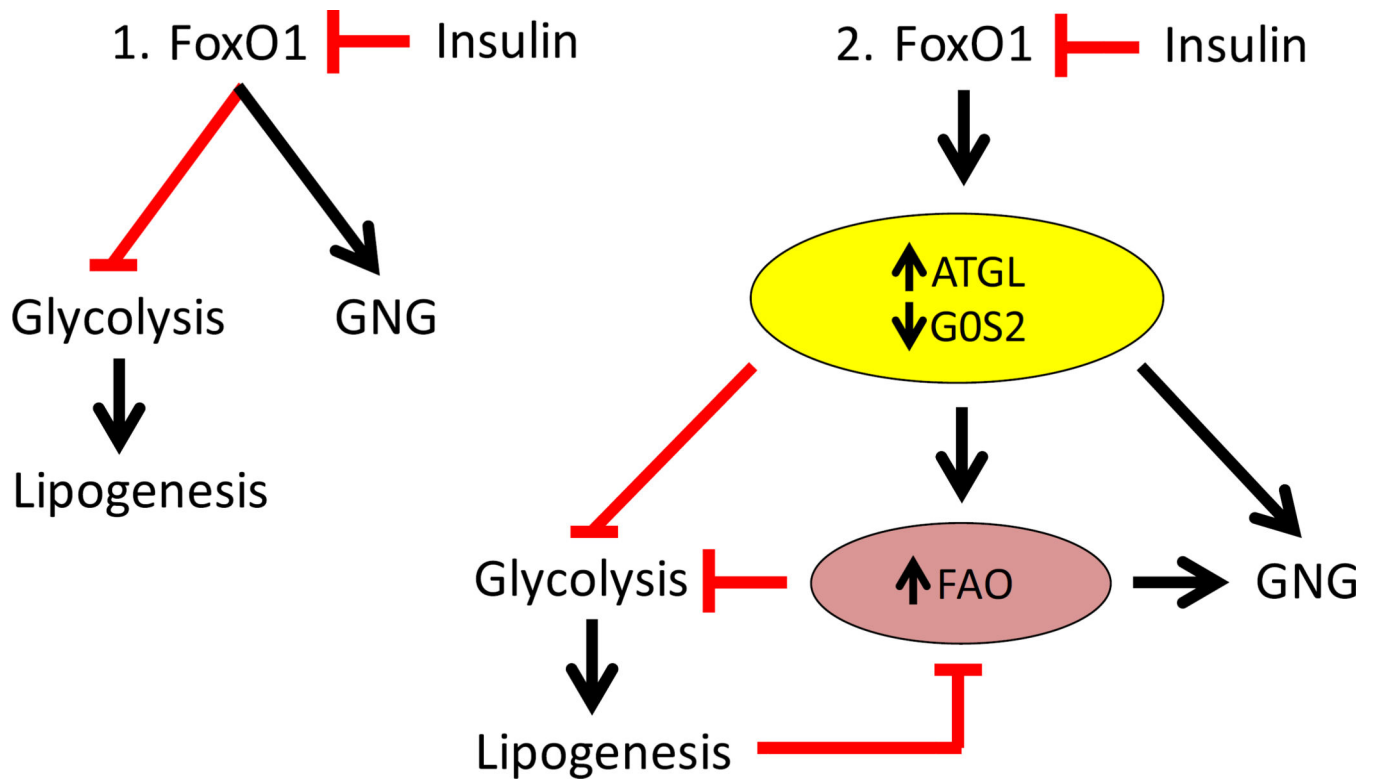 1. FoxO1 Insulin
Glycolysis GNG
Lipogenesis
2. FoxO1 Insulin
ATGL
G0S2
Glycolysis FAO GNG
Lipogenesis